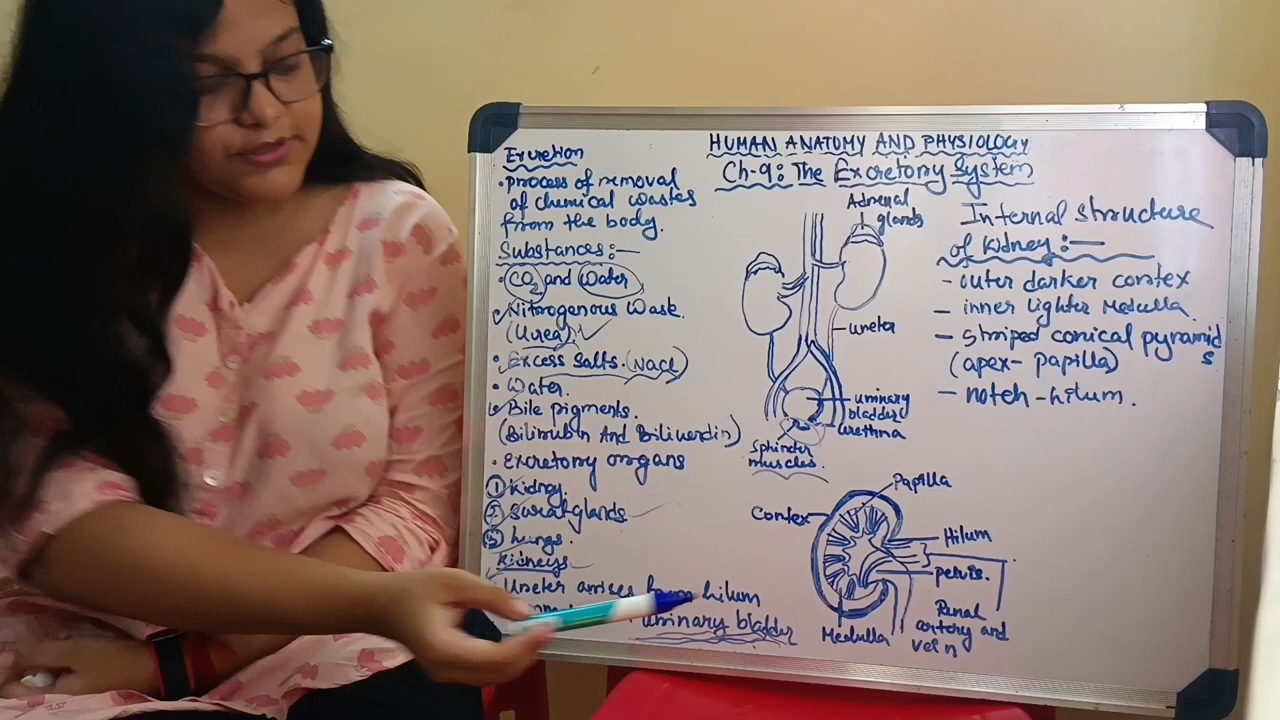 HUMAN ANATOMY AND PHYSIOLOGY
Ch-9: The Excretory System
Excretion
• process of removal
of chemical wastes
from the body.
Substances:—
• CO2 and Water
• Nitrogenous Waste.
(Urea)
• Excess Salts. (NaCl)
• Water.
• Bile pigments.
(Bilirubin And Biliverdin)
• Excretory organs
① Kidney.
② Sweat glands
③ lungs.
Kidneys
Ureter arises from hilum
urinary bladder
Adrenal
glands
ureter
urinary
bladder
urethra
Sphincter
muscles.
Internal structure
of kidney:—
- outer darker cortex
- inner lighter Medulla.
- striped conical pyramid
s
(apex- papilla)
- notch-hilum.
Papilla
Cortex
Hilum
pelvis.
Renal
artery and
vein
Medulla